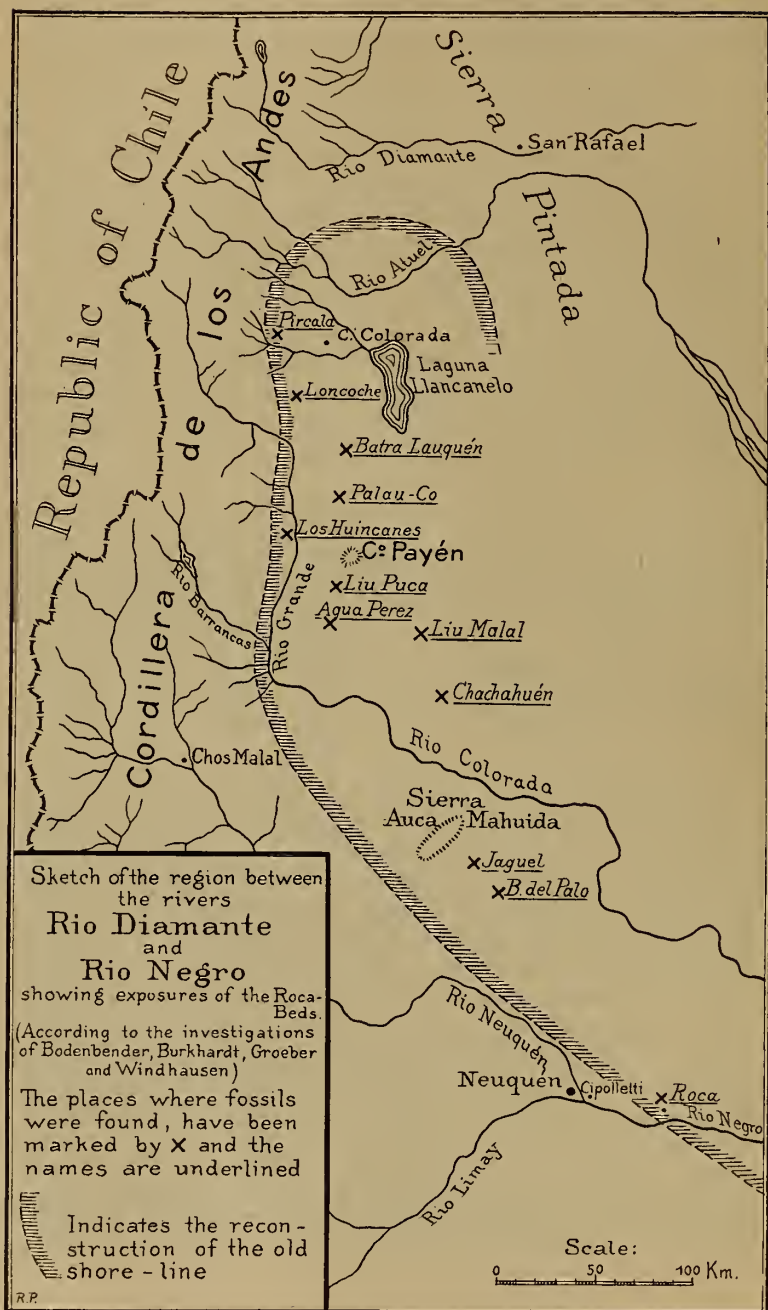 Republic of Chile
Cordillera de los Andes
Sierra
Pintada
San Rafael
Rio Diamante
Rio Atuel
Pircala
C. Colorada
Laguna
Llancanelo
Loncoche
Batra Lauquén
Palau-Co
Los Huincanes
Cº Payén
Rio Barrancas
Rio Grande
Liu Puca
Agua Perez
Liu Malal
Chachahuén
Rio Colorada
Chos Malal
Sierra
Auca Mahuida
Jaguel
B. del Palo
Rio Neuquén
Neuquén
Cipolletti
Roca
Rio Negro
Rio Limay
Sketch of the region between
the rivers
Rio Diamante
and
Rio Negro
showing exposures of the Roca-
Beds.
(According to the investigations
of Bodenbender, Burkhardt, Groeber
and Windhausen)
The places where fossils
were found, have been
marked by X and the
names are underlined
Indicates the recon-
struction of the old
shore-line
R.P.
Scale:
0 50 100 Km.